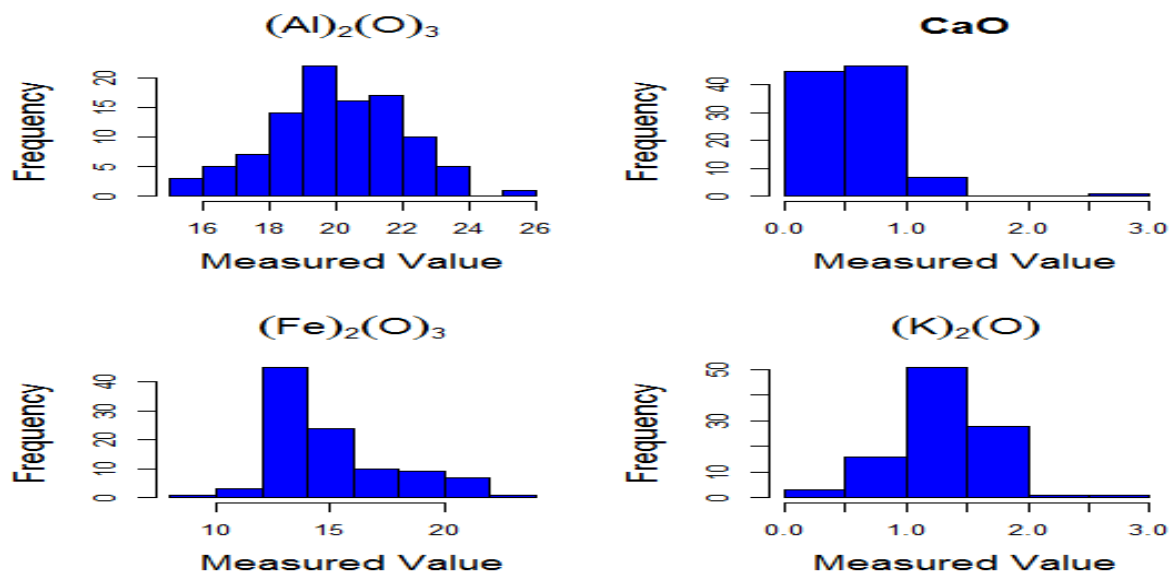 (Al)₂(O)₃
Frequency
0 5 10 15 20
16 18 20 22 24 26
Measured Value
CaO
Frequency
0 10 20 30 40
0.0 1.0 2.0 3.0
Measured Value
(Fe)₂(O)₃
Frequency
0 10 20 30 40
10 15 20
Measured Value
(K)₂(O)
Frequency
0 10 30 50
0.0 1.0 2.0 3.0
Measured Value